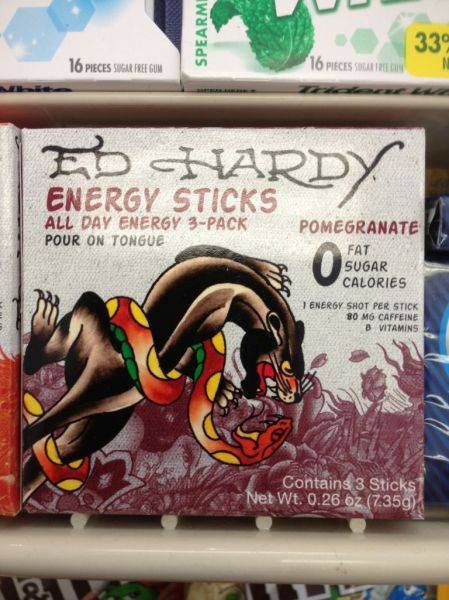 16 PIECES SUGAR FREE GUM
SPEARMI
16 PIECES SUGAR FREE GUM
33%
N
White
Trident W
ED HARDY
ENERGY STICKS
ALL DAY ENERGY 3-PACK
POUR ON TONGUE
POMEGRANATE
0 FAT
SUGAR
CALORIES
1 ENERGY SHOT PER STICK
80 MG CAFFEINE
B VITAMINS
Contains 3 Sticks
Net Wt. 0.26 oz (7.35g)